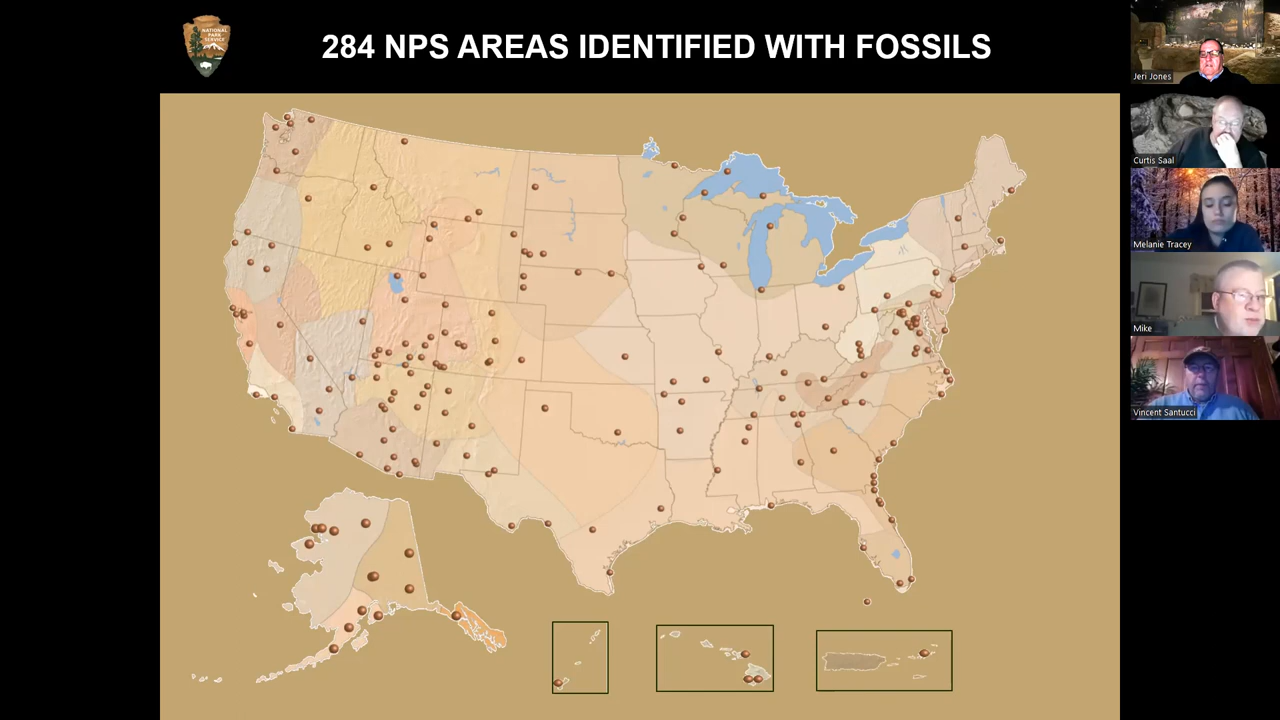 NATIONAL
PARK
SERVICE
284 NPS AREAS IDENTIFIED WITH FOSSILS
Jeri Jones
Curtis Saal
Melanie Tracey
Mike
Vincent Santucci